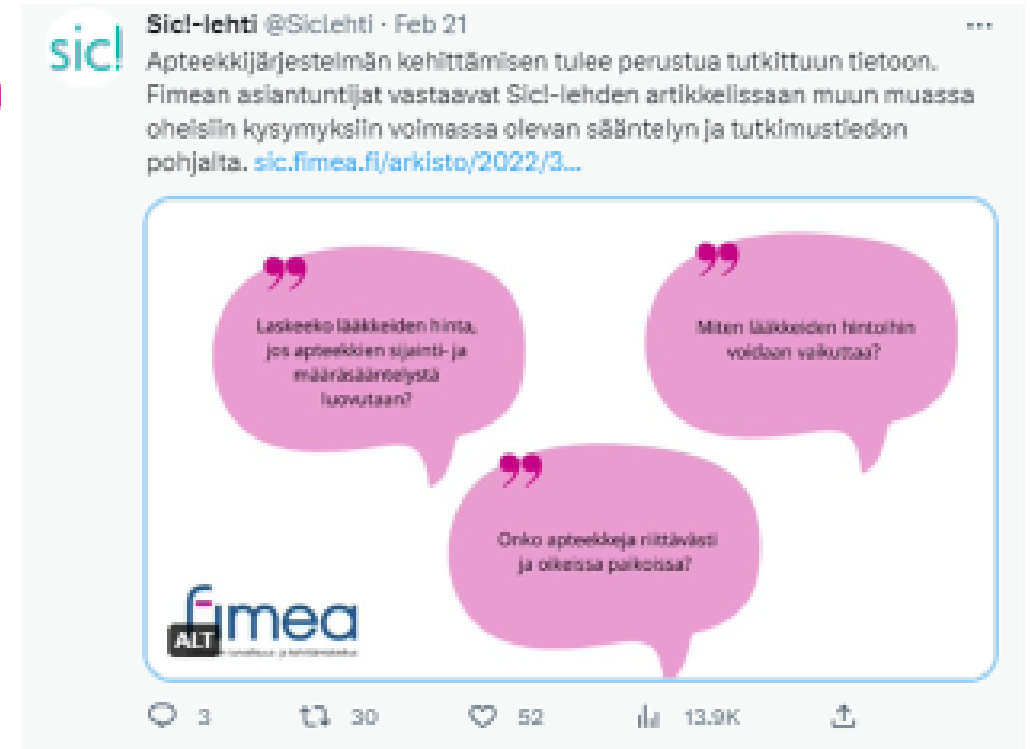 sic!
Sic!-lehti @SicLehti · Feb 21
Apteekkijärjestelmän kehittämisen tulee perustua tutkittuun tietoon.
Fimean asiantuntijat vastaavat Sic!-lehden artikkelissaan muun muassa
oheisiin kysymyksiin voimassa olevan sääntelyn ja tutkimustiedon
pohjalta. sic.fimea.fi/arkisto/2022/3...
Laskeeko lääkkeiden hinta,
jos apteekkien sijainti- ja
määräsääntelystä
luovutaan?
Miten lääkkeiden hintoihin
voidaan vaikuttaa?
Onko apteekkeja riittävästi
ja oikeissa paikoissa?
fimea
ALT
3 30 52 13.9K